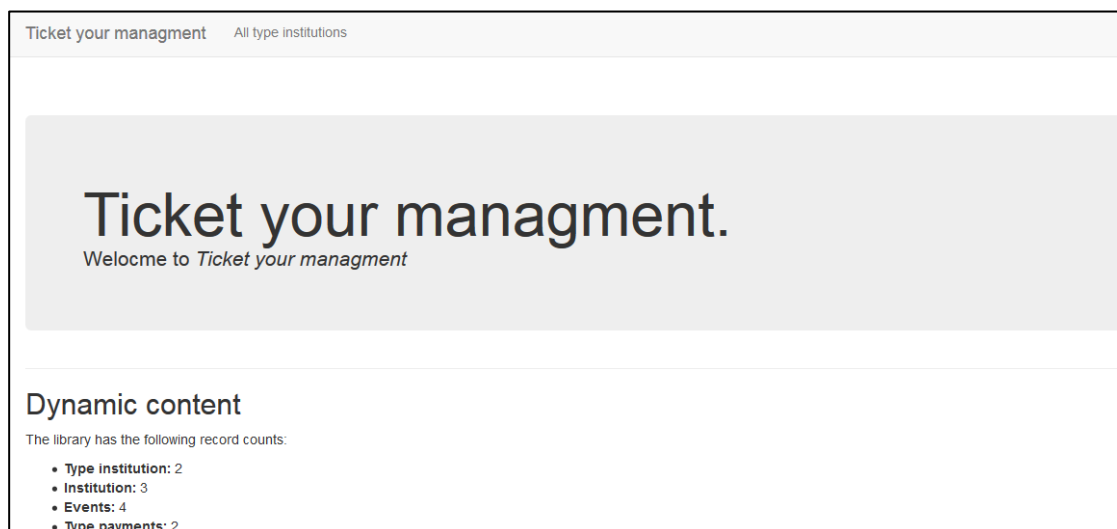 Ticket your managment All type institutions
Ticket your managment.
Welocme to Ticket your managment
Dynamic content
The library has the following record counts:
• Type institution: 2
• Institution: 3
• Events: 4
• Type payments: 2